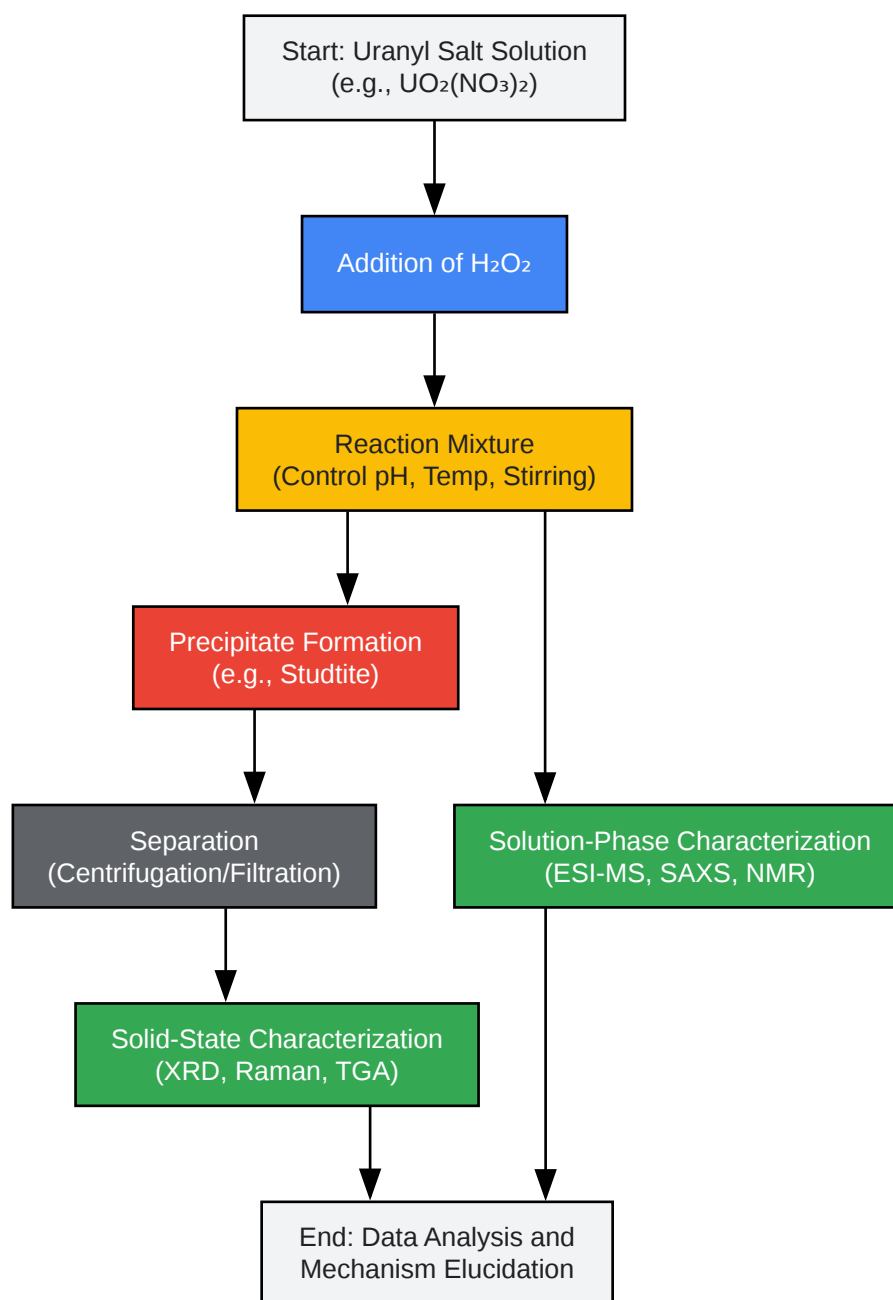 Start: Uranyl Salt Solution
(e.g., UO₂(NO₃)₂)
Addition of H₂O₂
Reaction Mixture
(Control pH, Temp, Stirring)
Precipitate Formation
(e.g., Studtite)
Separation
(Centrifugation/Filtration)
Solution-Phase Characterization
(ESI-MS, SAXS, NMR)
Solid-State Characterization
(XRD, Raman, TGA)
End: Data Analysis and
Mechanism Elucidation